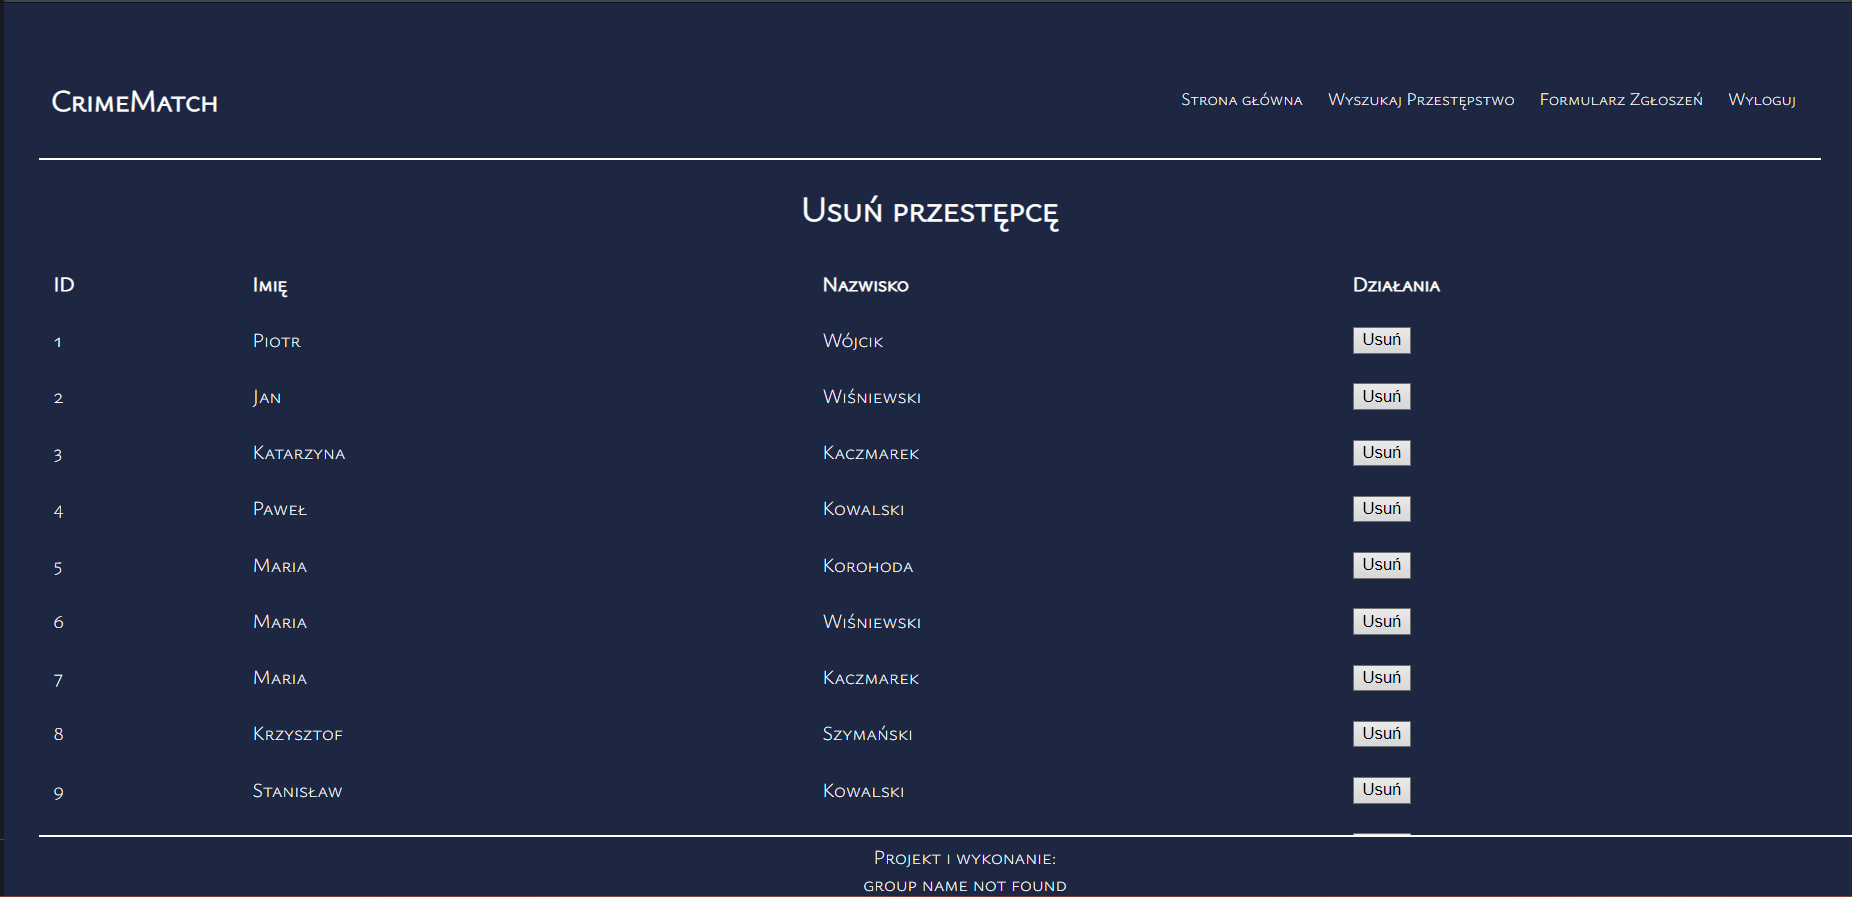 CrimeMatch
Strona główna Wyszukaj Przestępstwo Formularz Zgłoszeń Wyloguj
Usuń przestępcę
ID Imię Nazwisko Działania
1 Piotr Wójcik Usuń
2 Jan Wiśniewski Usuń
3 Katarzyna Kaczmarek Usuń
4 Paweł Kowalski Usuń
5 Maria Korohoda Usuń
6 Maria Wiśniewski Usuń
7 Maria Kaczmarek Usuń
8 Krzysztof Szymański Usuń
9 Stanisław Kowalski Usuń
Projekt i wykonanie:
group name not found